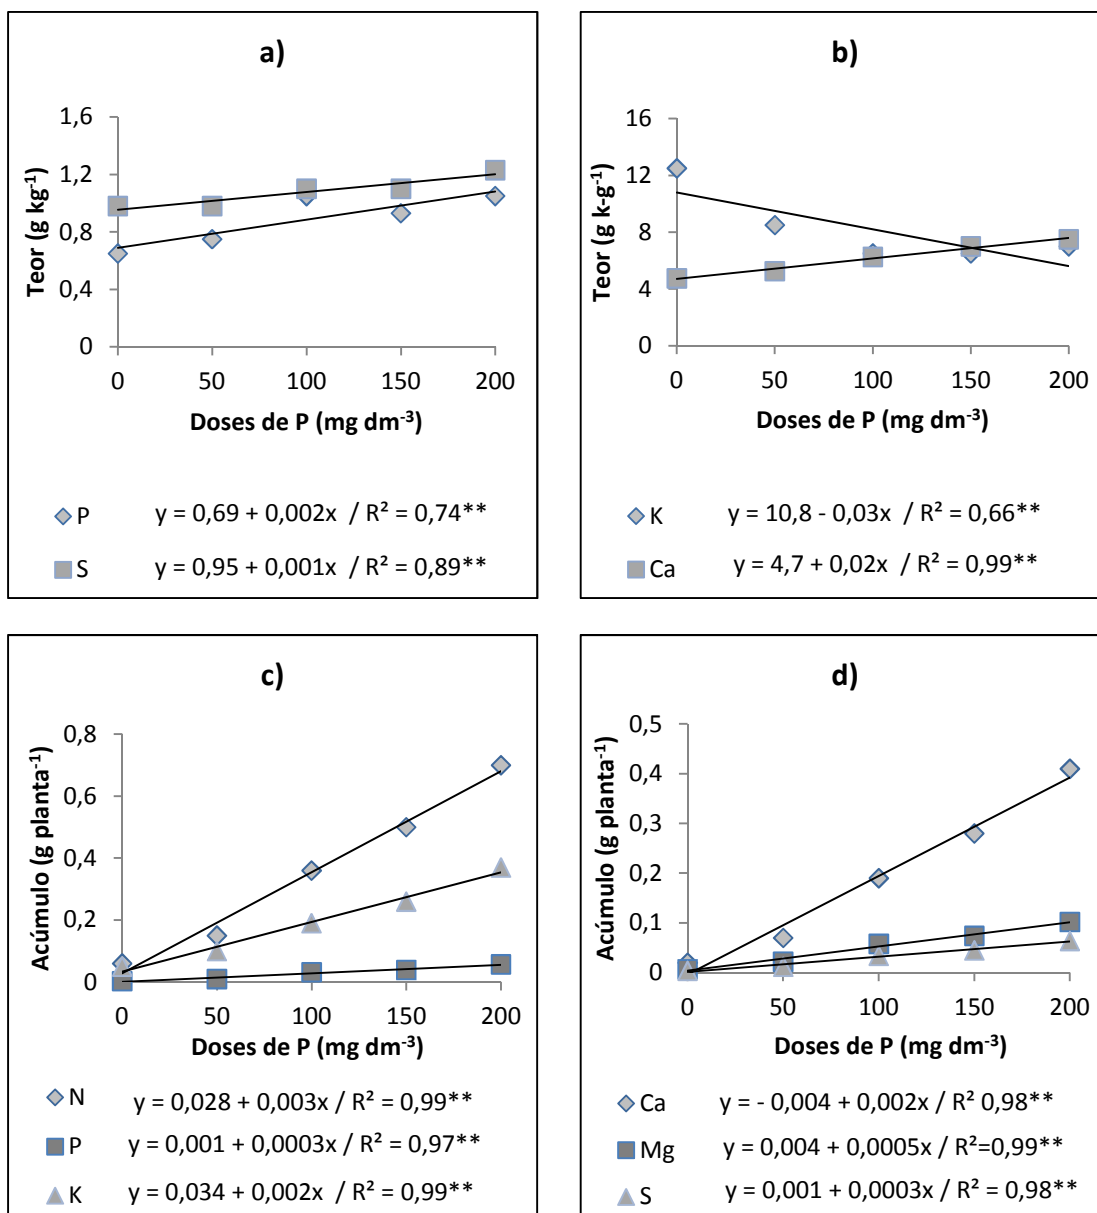 a)
1,6
1,2
0,8
0,4
0
Teor (g kg⁻¹)
0 50 100 150 200
Doses de P (mg dm⁻³)
P y = 0,69 + 0,002x / R² = 0,74**
S y = 0,95 + 0,001x / R² = 0,89**
b)
16
12
8
4
0
Teor (g k-g⁻¹)
0 50 100 150 200
Doses de P (mg dm⁻³)
K y = 10,8 - 0,03x / R² = 0,66**
Ca y = 4,7 + 0,02x / R² = 0,99**
c)
0,8
0,6
0,4
0,2
0
Acúmulo (g planta⁻¹)
0 50 100 150 200
Doses de P (mg dm⁻³)
N y = 0,028 + 0,003x / R² = 0,99**
P y = 0,001 + 0,0003x / R² = 0,97**
K y = 0,034 + 0,002x / R² = 0,99**
d)
0,5
0,4
0,3
0,2
0,1
0
Acúmulo (g planta⁻¹)
0 50 100 150 200
Doses de P (mg dm⁻³)
Ca y = - 0,004 + 0,002x / R² 0,98**
Mg y = 0,004 + 0,0005x / R²=0,99**
S y = 0,001 + 0,0003x / R² = 0,98**